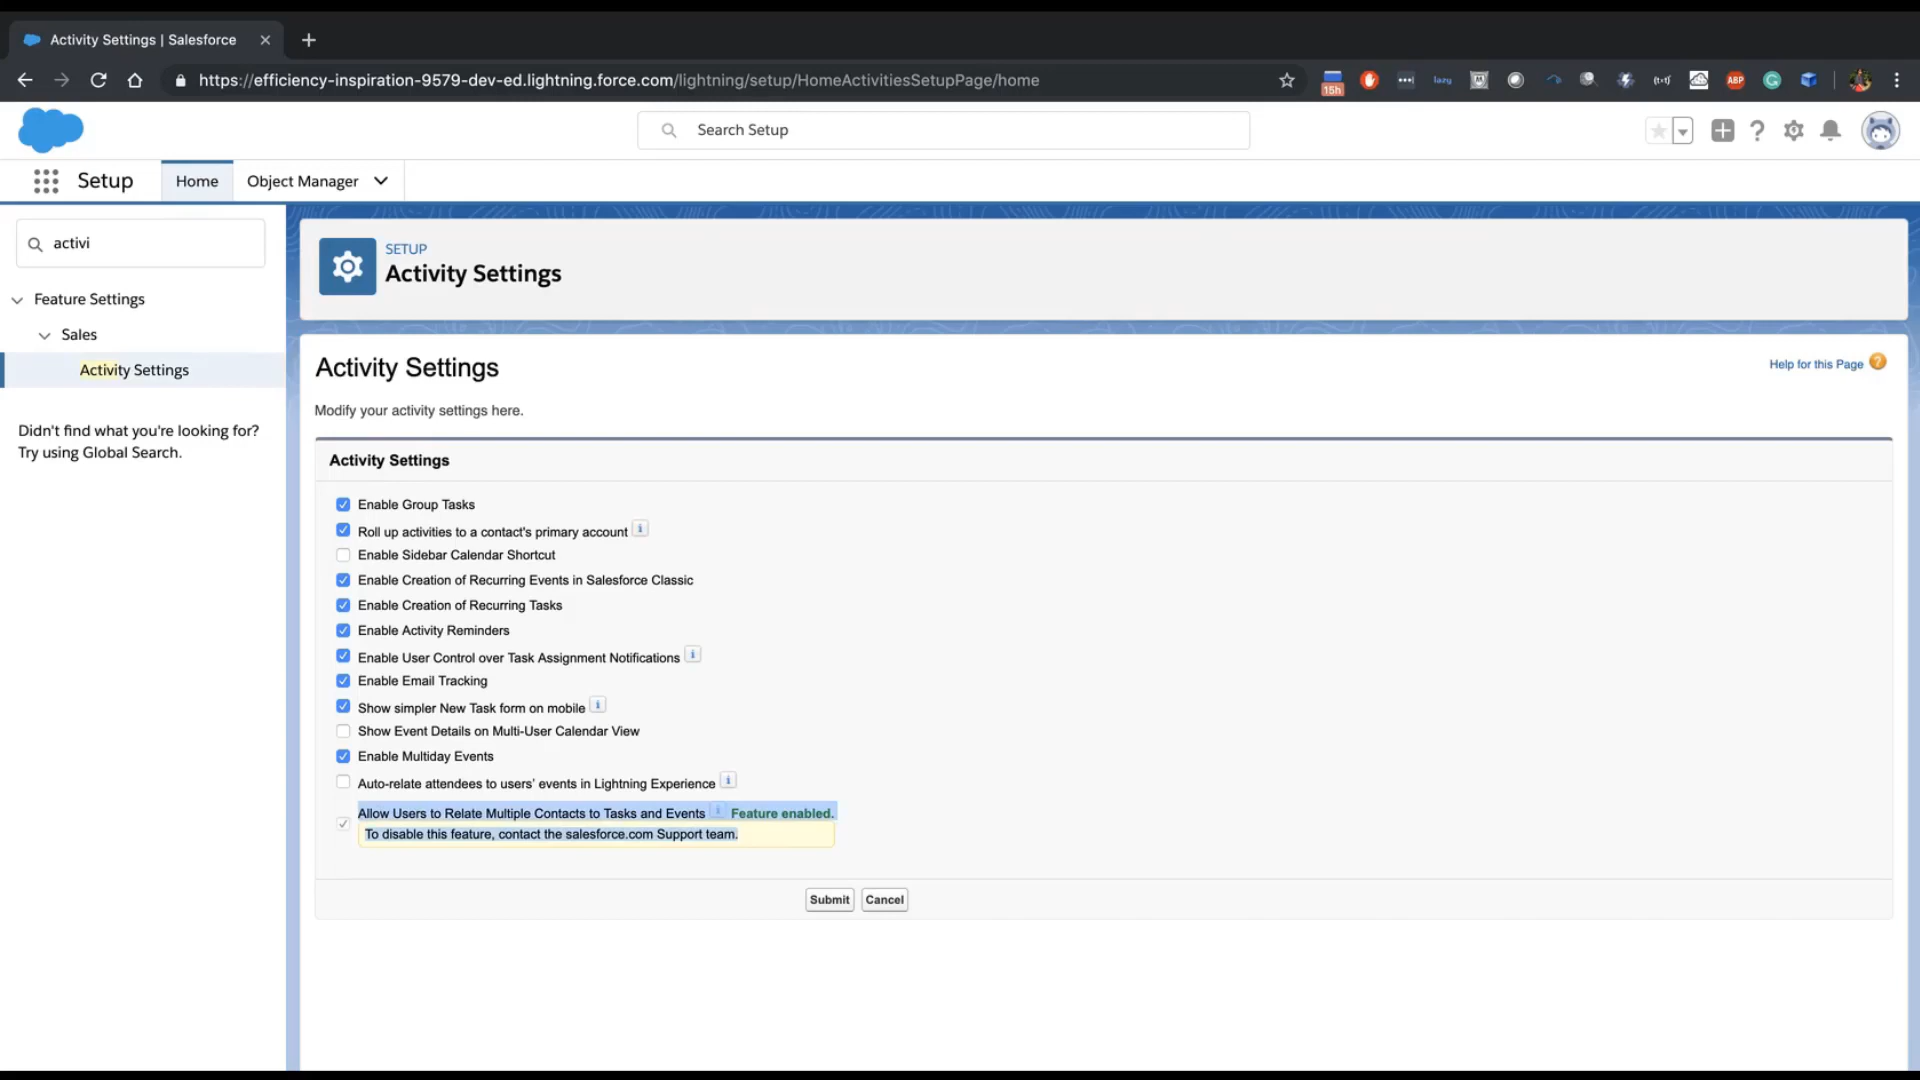 Activity Settings | Salesforce
https://efficiency-inspiration-9579-dev-ed.lightning.force.com/lightning/setup/HomeActivitiesSetupPage/home
15h
lazy
ABP
Search Setup
Setup
Home
Object Manager
activi
Feature Settings
Sales
Activity Settings
Didn't find what you're looking for?
Try using Global Search.
SETUP
Activity Settings
Activity Settings
Help for this Page
Modify your activity settings here.
Activity Settings
Enable Group Tasks
Roll up activities to a contact's primary account
Enable Sidebar Calendar Shortcut
Enable Creation of Recurring Events in Salesforce Classic
Enable Creation of Recurring Tasks
Enable Activity Reminders
Enable User Control over Task Assignment Notifications
Enable Email Tracking
Show simpler New Task form on mobile
Show Event Details on Multi-User Calendar View
Enable Multiday Events
Auto-relate attendees to users' events in Lightning Experience
Allow Users to Relate Multiple Contacts to Tasks and Events Feature enabled.
To disable this feature, contact the salesforce.com Support team.
Submit Cancel